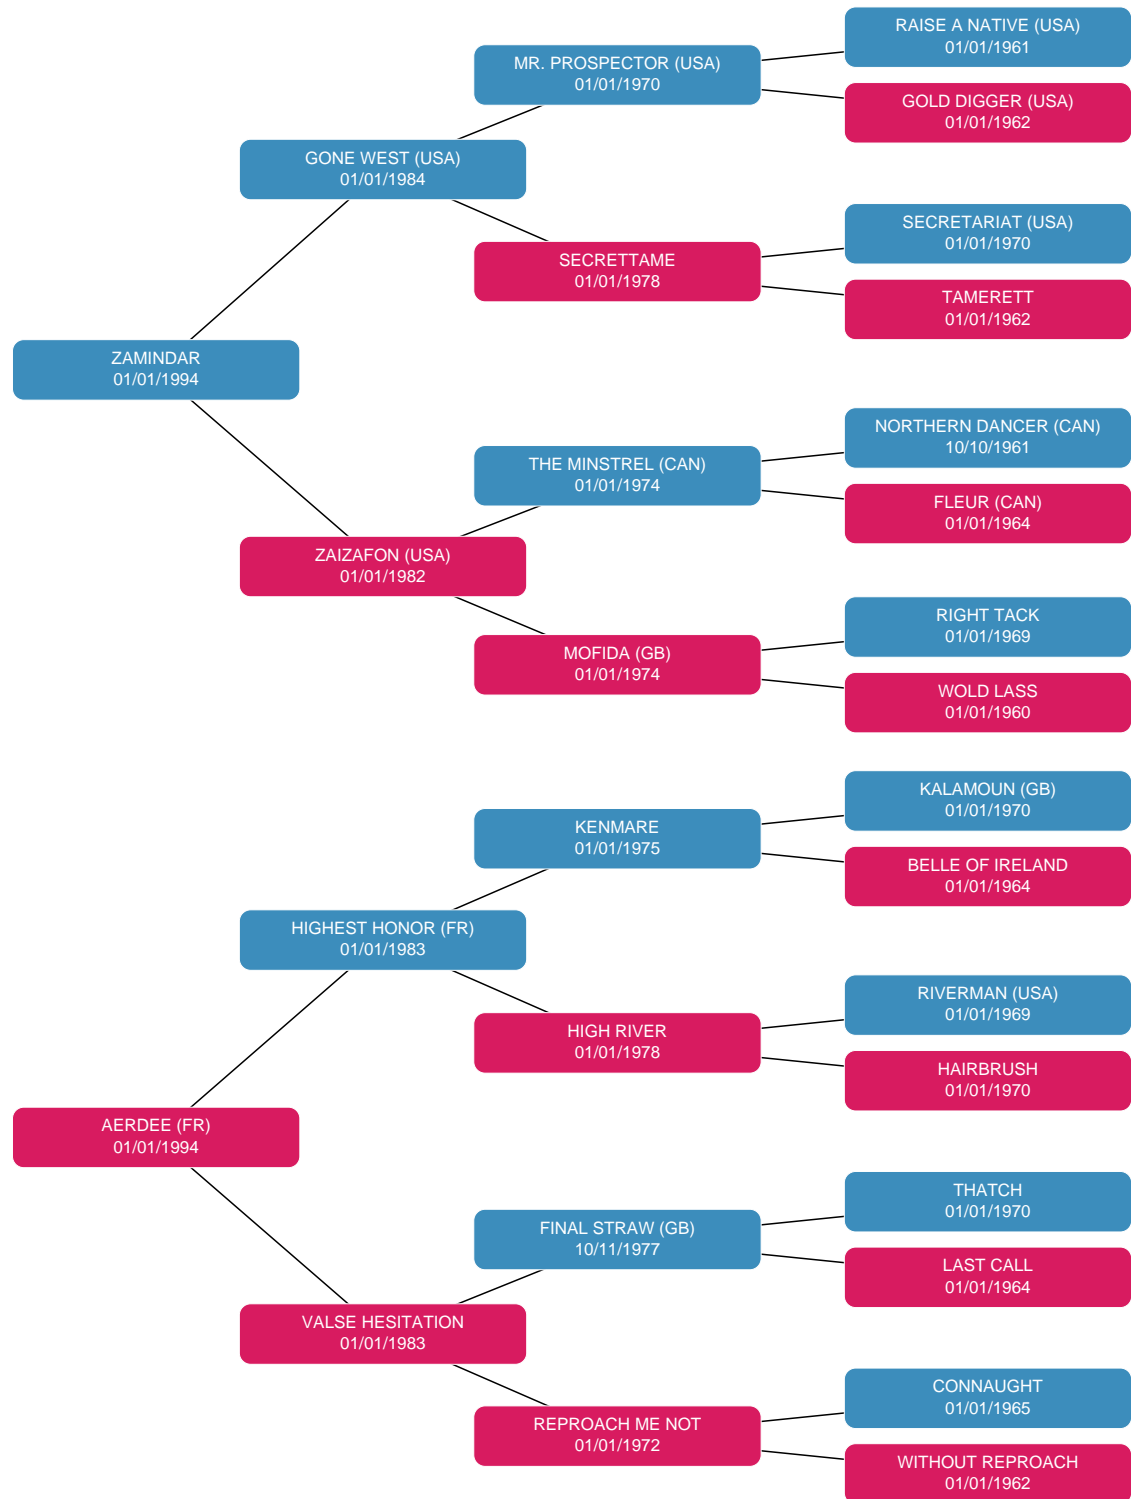 RAISE A NATIVE (USA)
01/01/1961
MR. PROSPECTOR (USA)
01/01/1970
GOLD DIGGER (USA)
01/01/1962
GONE WEST (USA)
01/01/1984
SECRETARIAT (USA)
01/01/1970
SECRETTAME
01/01/1978
TAMERETT
01/01/1962
ZAMINDAR
01/01/1994
NORTHERN DANCER (CAN)
10/10/1961
THE MINSTREL (CAN)
01/01/1974
FLEUR (CAN)
01/01/1964
ZAIZAFON (USA)
01/01/1982
RIGHT TACK
01/01/1969
MOFIDA (GB)
01/01/1974
WOLD LASS
01/01/1960
KALAMOUN (GB)
01/01/1970
KENMARE
01/01/1975
BELLE OF IRELAND
01/01/1964
HIGHEST HONOR (FR)
01/01/1983
RIVERMAN (USA)
01/01/1969
HIGH RIVER
01/01/1978
HAIRBRUSH
01/01/1970
AERDEE (FR)
01/01/1994
THATCH
01/01/1970
FINAL STRAW (GB)
10/11/1977
LAST CALL
01/01/1964
VALSE HESITATION
01/01/1983
CONNAUGHT
01/01/1965
REPROACH ME NOT
01/01/1972
WITHOUT REPROACH
01/01/1962